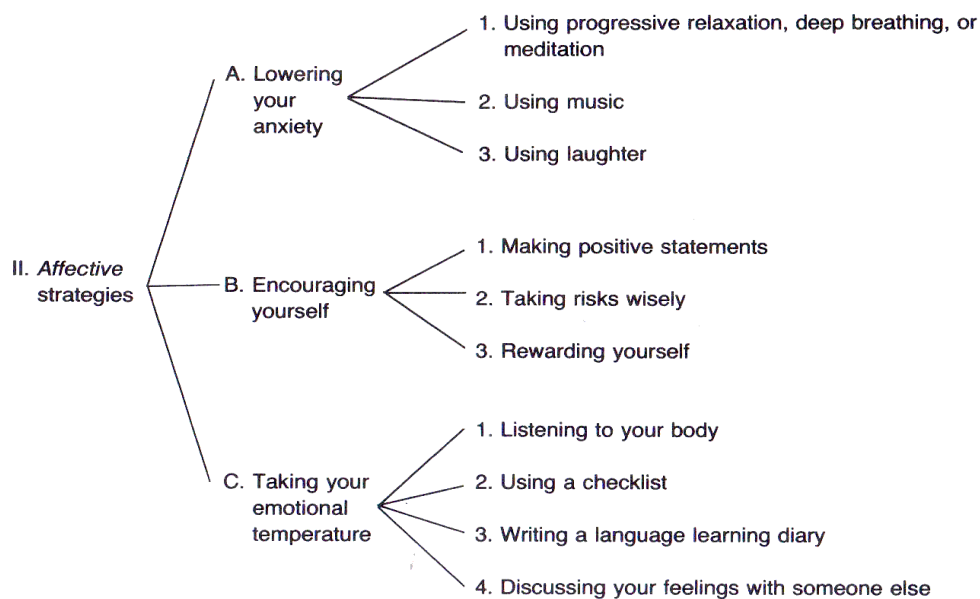 II. Affective
strategies
A. Lowering
your
anxiety
1. Using progressive relaxation, deep breathing, or
meditation
2. Using music
3. Using laughter
B. Encouraging
yourself
1. Making positive statements
2. Taking risks wisely
3. Rewarding yourself
C. Taking your
emotional
temperature
1. Listening to your body
2. Using a checklist
3. Writing a language learning diary
4. Discussing your feelings with someone else